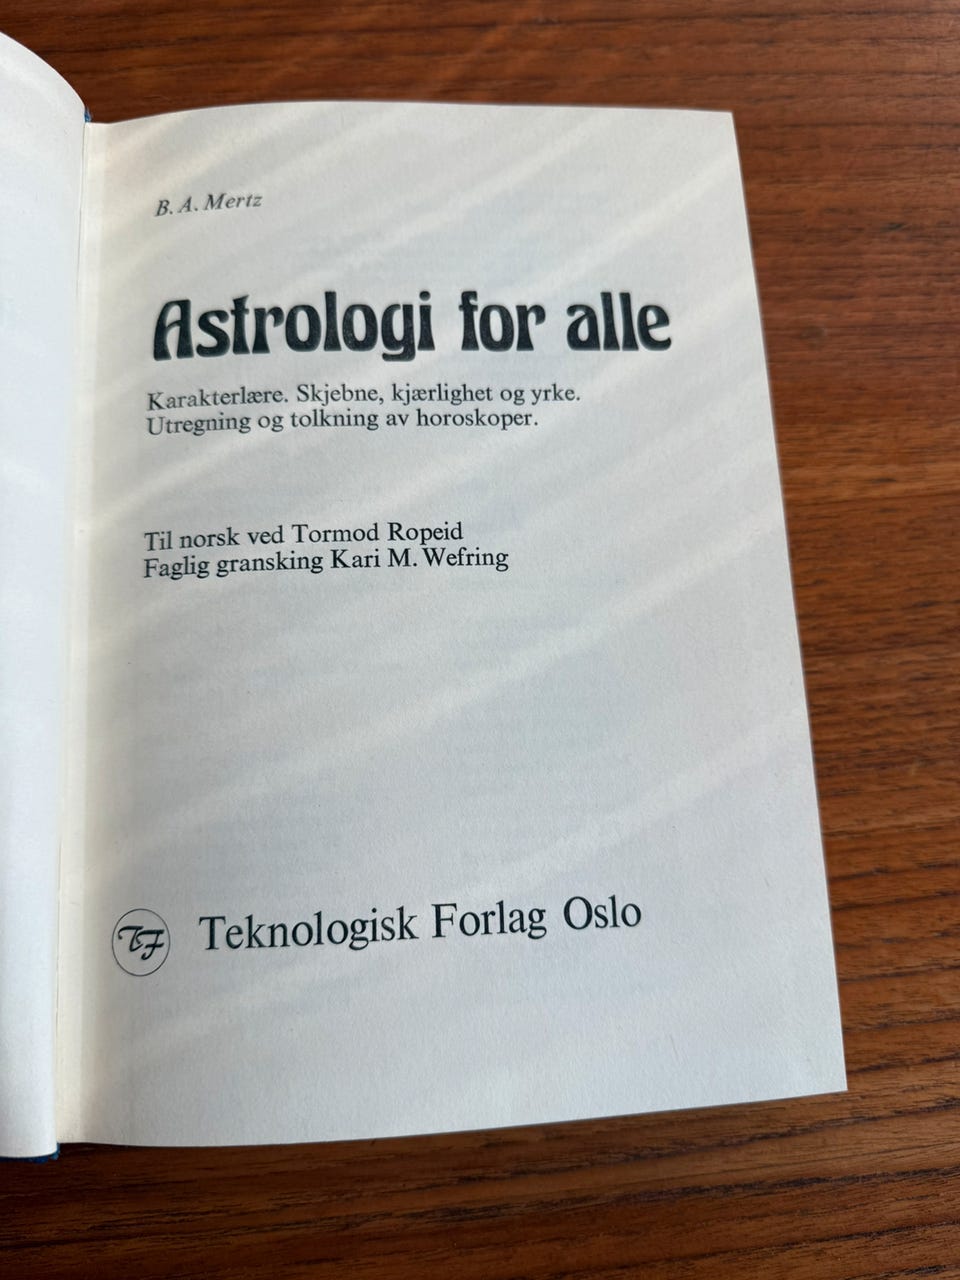 B. A. Mertz
Astrologi for alle
Karakterlære. Skjebne, kjærlighet og yrke.
Utregning og tolkning av horoskoper.
Til norsk ved Tormod Ropeid
Faglig gransking Kari M. Wefring
TF Teknologisk Forlag Oslo